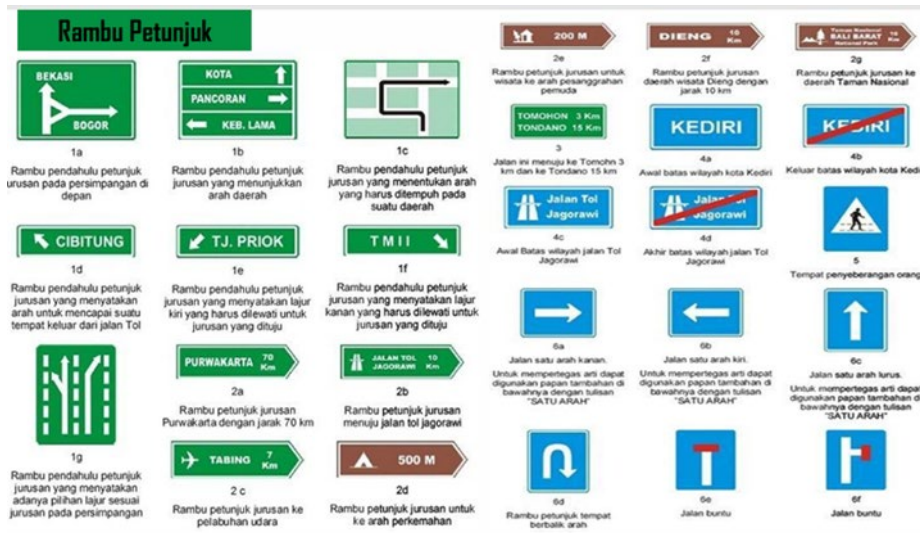 Rambu Petunjuk
BEKASI
BOGOR
1a
Rambu pendahulu petunjuk
jurusan pada persimpangan di
depan
KOTA
PANCORAN
KEB. LAMA
1b
Rambu pendahulu petunjuk
jurusan yang menunjukkan
arah daerah
1c
Rambu pendahulu petunjuk
jurusan yang menentukan arah
yang harus ditempuh pada
suatu daerah
CIBITUNG
1d
Rambu pendahulu petunjuk
jurusan yang menyatakan
arah untuk mencapai suatu
tempat keluar dari jalan Tol
TJ. PRIOK
1e
Rambu pendahulu petunjuk
jurusan yang menyatakan lajur
kiri yang harus dilewati untuk
jurusan yang dituju
TMII
1f
Rambu pendahulu petunjuk
jurusan yang menyatakan lajur
kanan yang harus dilewati untuk
jurusan yang dituju
1g
Rambu pendahulu petunjuk
jurusan yang menyatakan
adanya pilihan lajur sesuai
jurusan pada persimpangan
PURWAKARTA 70 Km
2a
Rambu petunjuk jurusan
Purwakarta dengan jarak 70 km
JALAN TOL 10
JAGORAWI Km
2b
Rambu petunjuk jurusan
menuju jalan tol jagorawi
TABING 7 Km
2c
Rambu petunjuk jurusan ke
pelabuhan udara
500 M
2d
Rambu petunjuk jurusan untuk
ke arah perkemahan
200 M
2e
Rambu petunjuk jurusan untuk
wisata ke arah pesanggrahan
pemuda
DIENG 10 Km
2f
Rambu petunjuk jurusan
daerah wisata Dieng dengan
jarak 10 km
Taman Nasional
BALI BARAT
National Park
2g
Rambu petunjuk jurusan ke
daerah Taman Nasional
TOMOHON 3 Km
TONDANO 15 Km
3
Jalan ini menuju ke Tomohn 3
km dan ke Tondano 15 km
KEDIRI
4a
Awal batas wilayah kota Kediri
KEDIRI
4b
Keluar batas wilayah kota Kedi
Jalan Tol
Jagorawi
4c
Awal Batas wilayah jalan Tol
Jagorawi
Jalan Tol
Jagorawi
4d
Akhir batas wilayah jalan Tol
Jagorawi
5
Tempat penyeberangan orang
6a
Jalan satu arah kanan.
Untuk mempertegas arti dapat
digunakan papan tambahan di
bawahnya dengan tulisan
"SATU ARAH"
6b
Jalan satu arah kiri.
Untuk mempertegas arti dapat
digunakan papan tambahan di
bawahnya dengan tulisan
"SATU ARAH"
6c
Jalan satu arah lurus.
Untuk mempertegas arti dapat
digunakan papan tambahan di
bawahnya dengan tulisan
"SATU ARAH"
6d
Rambu petunjuk tempat
berbalik arah
6e
Jalan buntu
6f
Jalan buntu